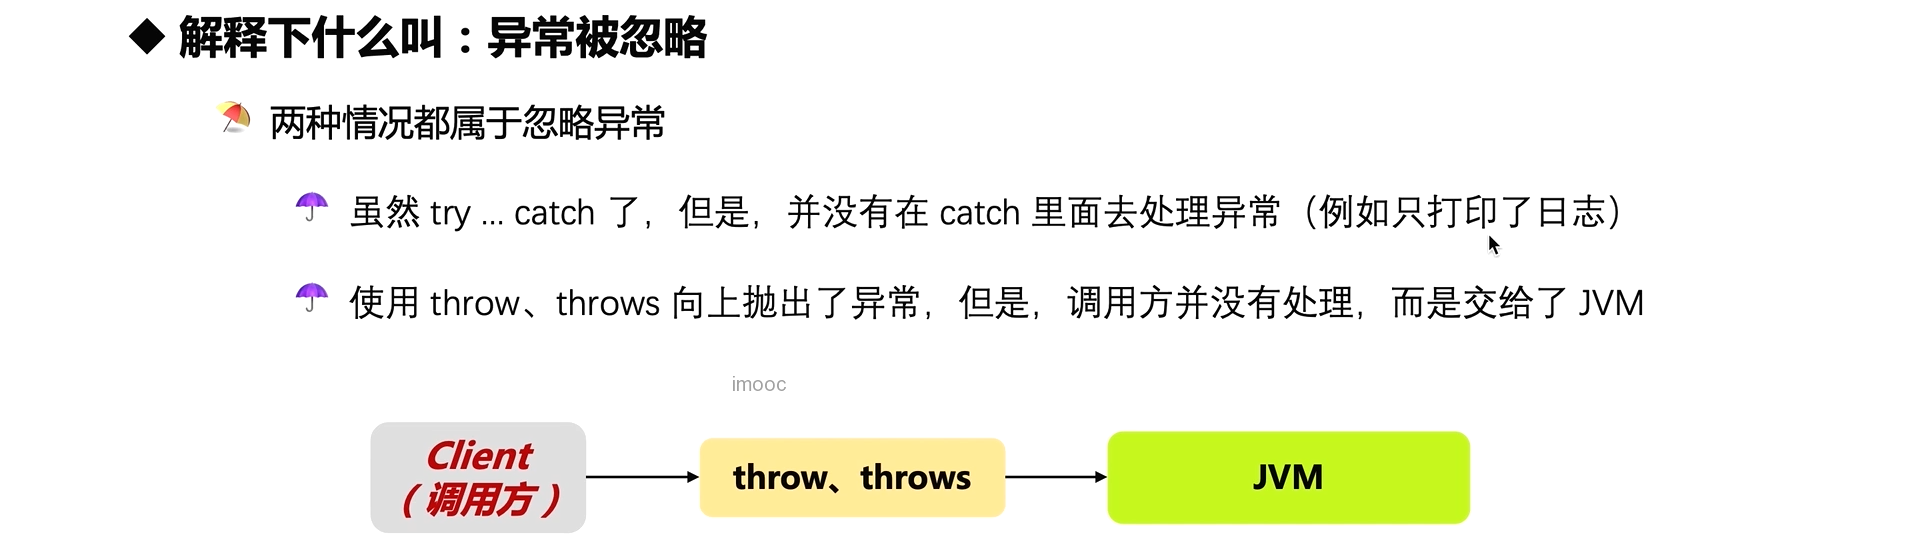 ◆ 解释下什么叫：异常被忽略
两种情况都属于忽略异常
虽然 try ... catch 了，但是，并没有在 catch 里面去处理异常（例如只打印了日志）
使用 throw、throws 向上抛出了异常，但是，调用方并没有处理，而是交给了 JVM
imooc
Client
（调用方）
throw、throws
JVM